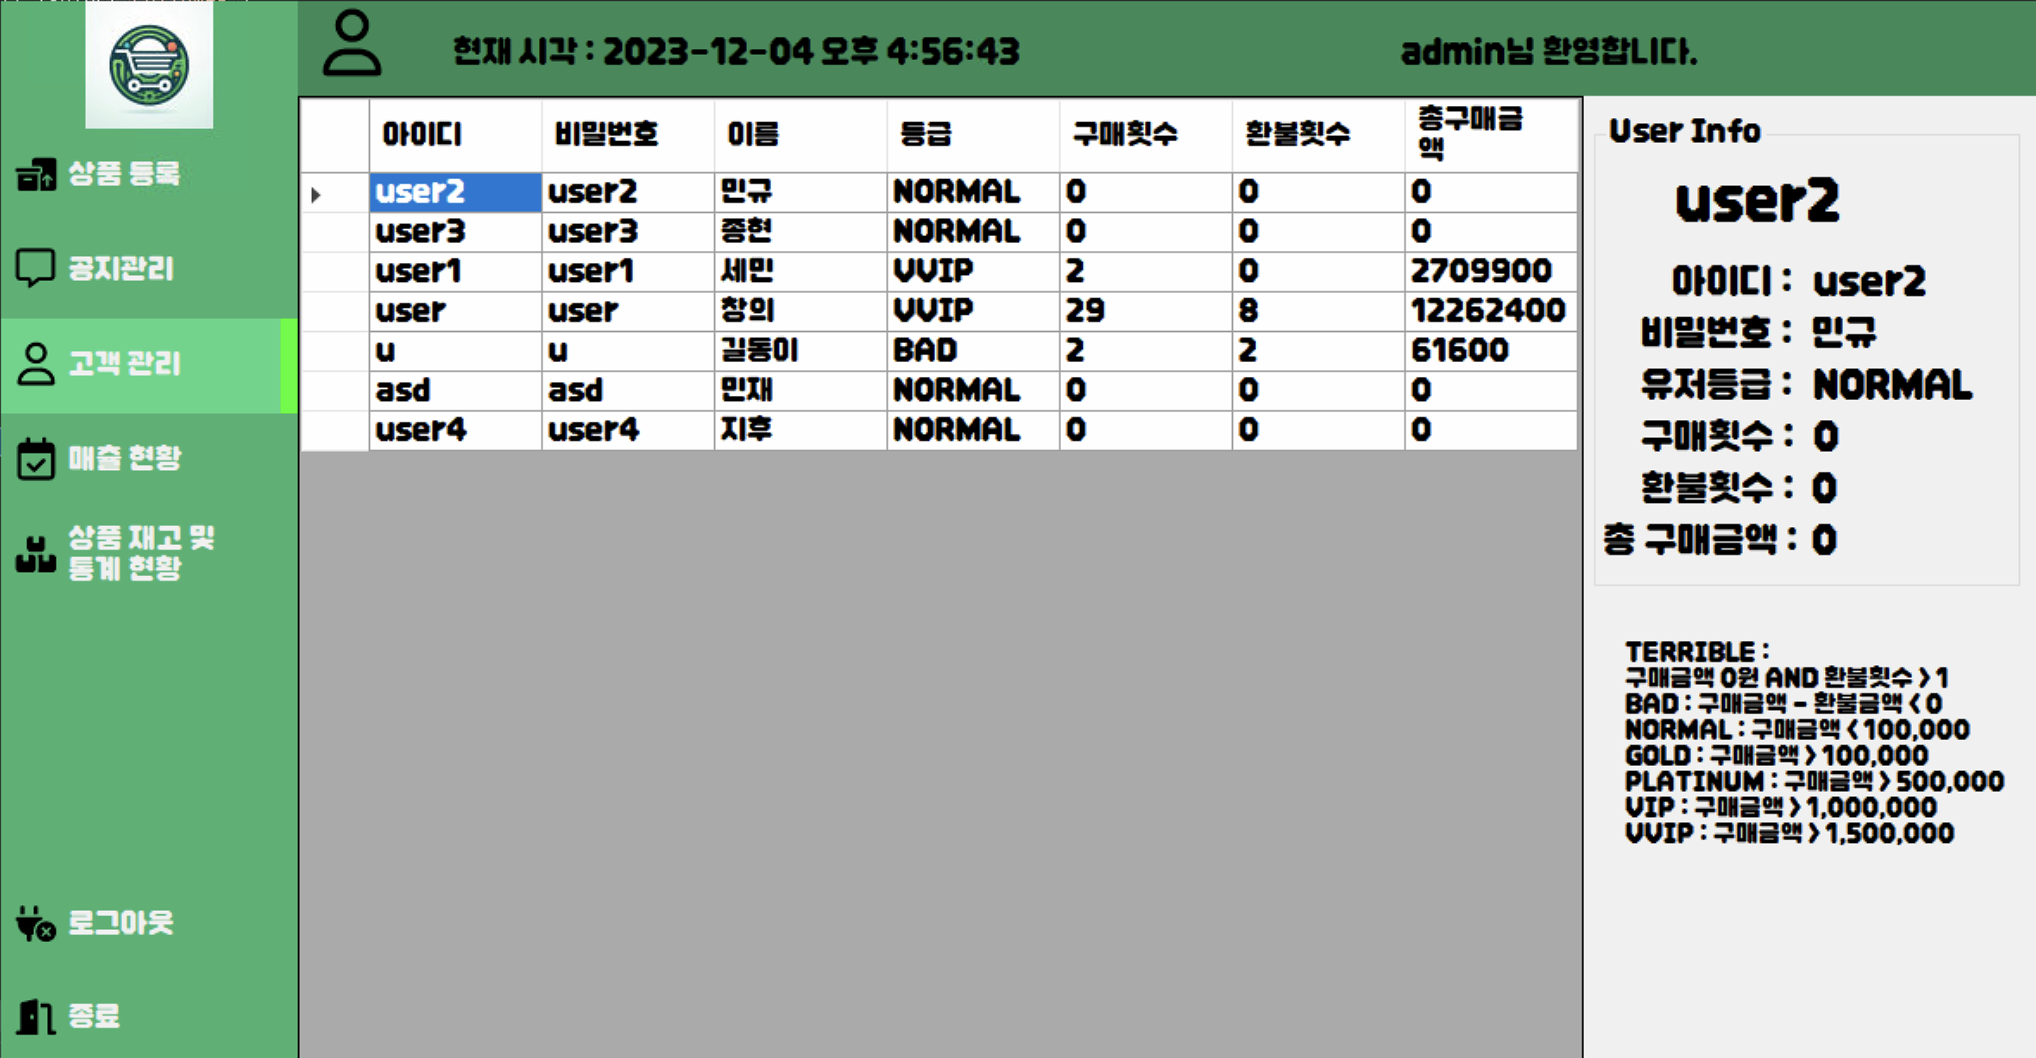 현재 시각 : 2023-12-04 오후 4:56:43
admin님 환영합니다.
상품 등록
공지관리
고객 관리
매출 현황
상품 재고 및
통계 현황
로그아웃
종료
아이디 비밀번호 이름 등급 구매횟수 환불횟수 총구매금
액
user2 user2 민규 NORMAL 0 0 0
user3 user3 종현 NORMAL 0 0 0
user1 user1 세민 VVIP 2 0 2709900
user user 창의 VVIP 29 8 12262400
u u 길동이 BAD 2 2 61600
asd asd 민재 NORMAL 0 0 0
user4 user4 지후 NORMAL 0 0 0
User Info
user2
아이디 : user2
비밀번호 : 민규
유저등급 : NORMAL
구매횟수 : 0
환불횟수 : 0
총 구매금액 : 0
TERRIBLE :
구매금액 0원 AND 환불횟수 > 1
BAD : 구매금액 - 환불금액 < 0
NORMAL : 구매금액 < 100,000
GOLD : 구매금액 > 100,000
PLATINUM : 구매금액 > 500,000
VIP : 구매금액 > 1,000,000
VVIP : 구매금액 > 1,500,000